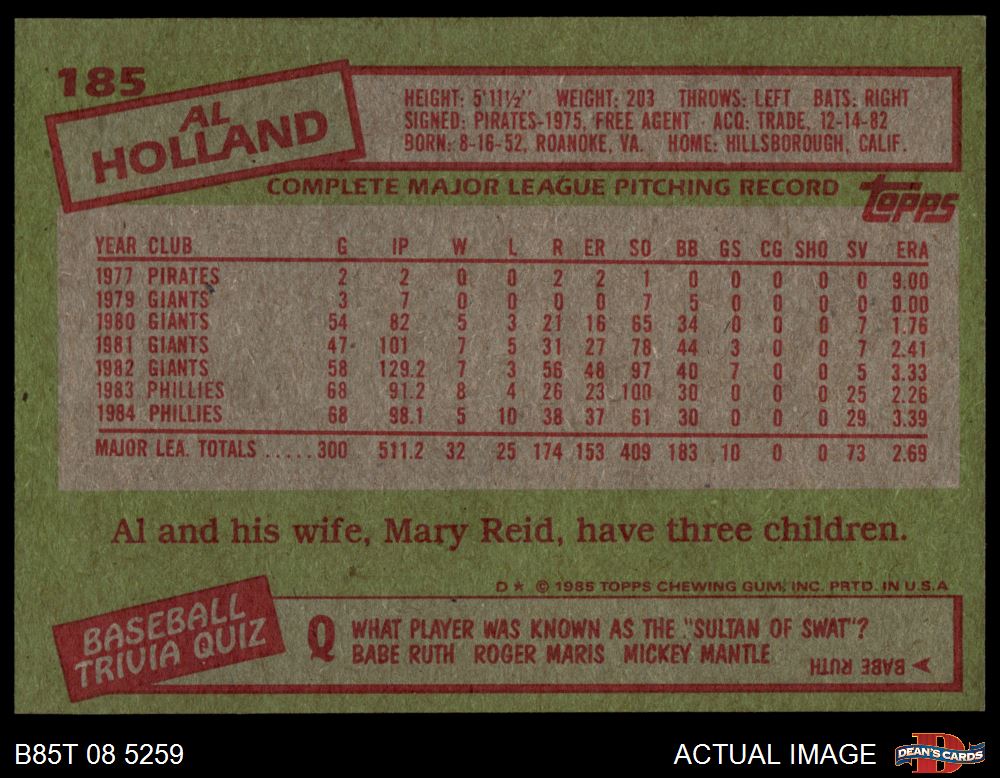 185
AL
HOLLAND
HEIGHT: 5'11½" WEIGHT: 203 THROWS: LEFT BATS: RIGHT
SIGNED: PIRATES-1975, FREE AGENT · ACQ: TRADE, 12-14-82
BORN: 8-16-52, ROANOKE, VA. HOME: HILLSBOROUGH, CALIF.
COMPLETE MAJOR LEAGUE PITCHING RECORD
topps
YEAR CLUB G IP W L R ER SO BB GS CG SHO SV ERA
1977 PIRATES 2 2 0 0 2 2 1 0 0 0 0 0 9.00
1979 GIANTS 3 7 0 0 0 0 7 5 0 0 0 0 0.00
1980 GIANTS 54 82 5 3 21 16 65 34 0 0 0 7 1.76
1981 GIANTS 47 101 7 5 31 27 78 44 3 0 0 7 2.41
1982 GIANTS 58 129.2 7 3 56 48 97 40 7 0 0 5 3.33
1983 PHILLIES 68 91.2 8 4 26 23 100 30 0 0 0 25 2.26
1984 PHILLIES 68 98.1 5 10 38 37 61 30 0 0 0 29 3.39
MAJOR LEA. TOTALS ..... 300 511.2 32 25 174 153 409 183 10 0 0 73 2.69
Al and his wife, Mary Reid, have three children.
D* © 1985 TOPPS CHEWING GUM, INC. PRTD. IN U.S.A
BASEBALL
TRIVIA QUIZ
Q WHAT PLAYER WAS KNOWN AS THE "SULTAN OF SWAT"?
BABE RUTH ROGER MARIS MICKEY MANTLE
BABE RUTH
B85T 08 5259
ACTUAL IMAGE
DEAN'S CARDS